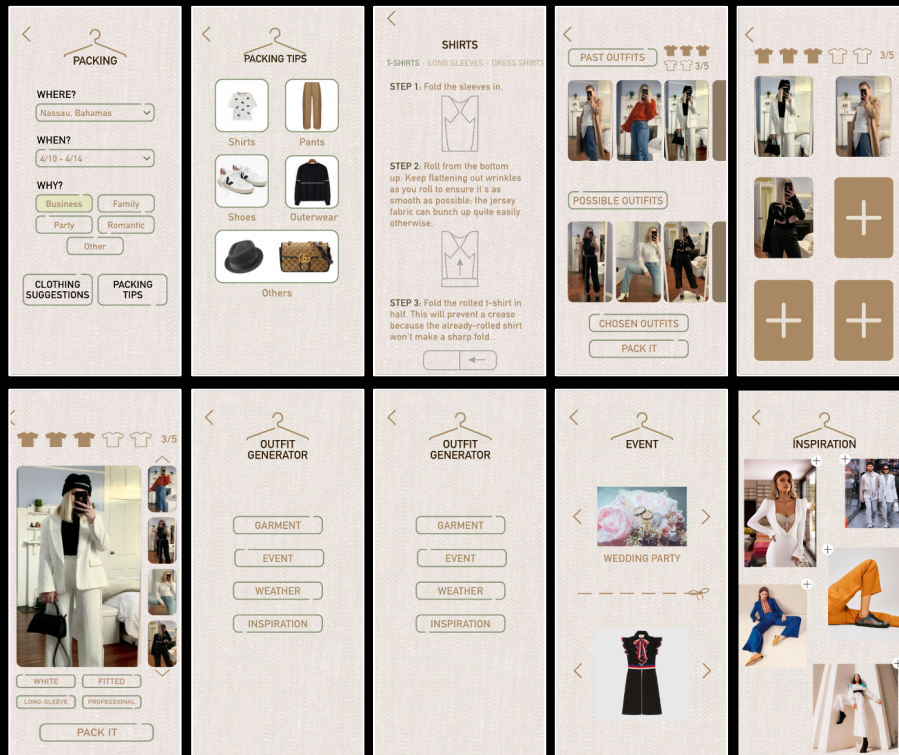 PACKING
WHERE?
Nassau, Bahamas
WHEN?
4/10 - 4/14
WHY?
Business
Family
Party
Romantic
Other
CLOTHING
SUGGESTIONS
PACKING
TIPS
PACKING TIPS
Shirts
Pants
Shoes
Outerwear
Others
SHIRTS
T-SHIRTS · LONG SLEEVES · DRESS SHIRTS
STEP 1: Fold the sleeves in.
STEP 2: Roll from the bottom
up. Keep flattening out wrinkles
as you roll to ensure it's as
smooth as possible; the jersey
fabric can bunch up quite easily
otherwise.
STEP 3: Fold the rolled t-shirt in
half. This will prevent a crease
because the already-rolled shirt
won't make a sharp fold.
PAST OUTFITS
3/5
POSSIBLE OUTIFITS
CHOSEN OUTFITS
PACK IT
3/5
3/5
WHITE
FITTED
LONG-SLEEVE
PROFESSIONAL
PACK IT
OUTFIT
GENERATOR
GARMENT
EVENT
WEATHER
INSPIRATION
OUTFIT
GENERATOR
GARMENT
EVENT
WEATHER
INSPIRATION
EVENT
WEDDING PARTY
INSPIRATION